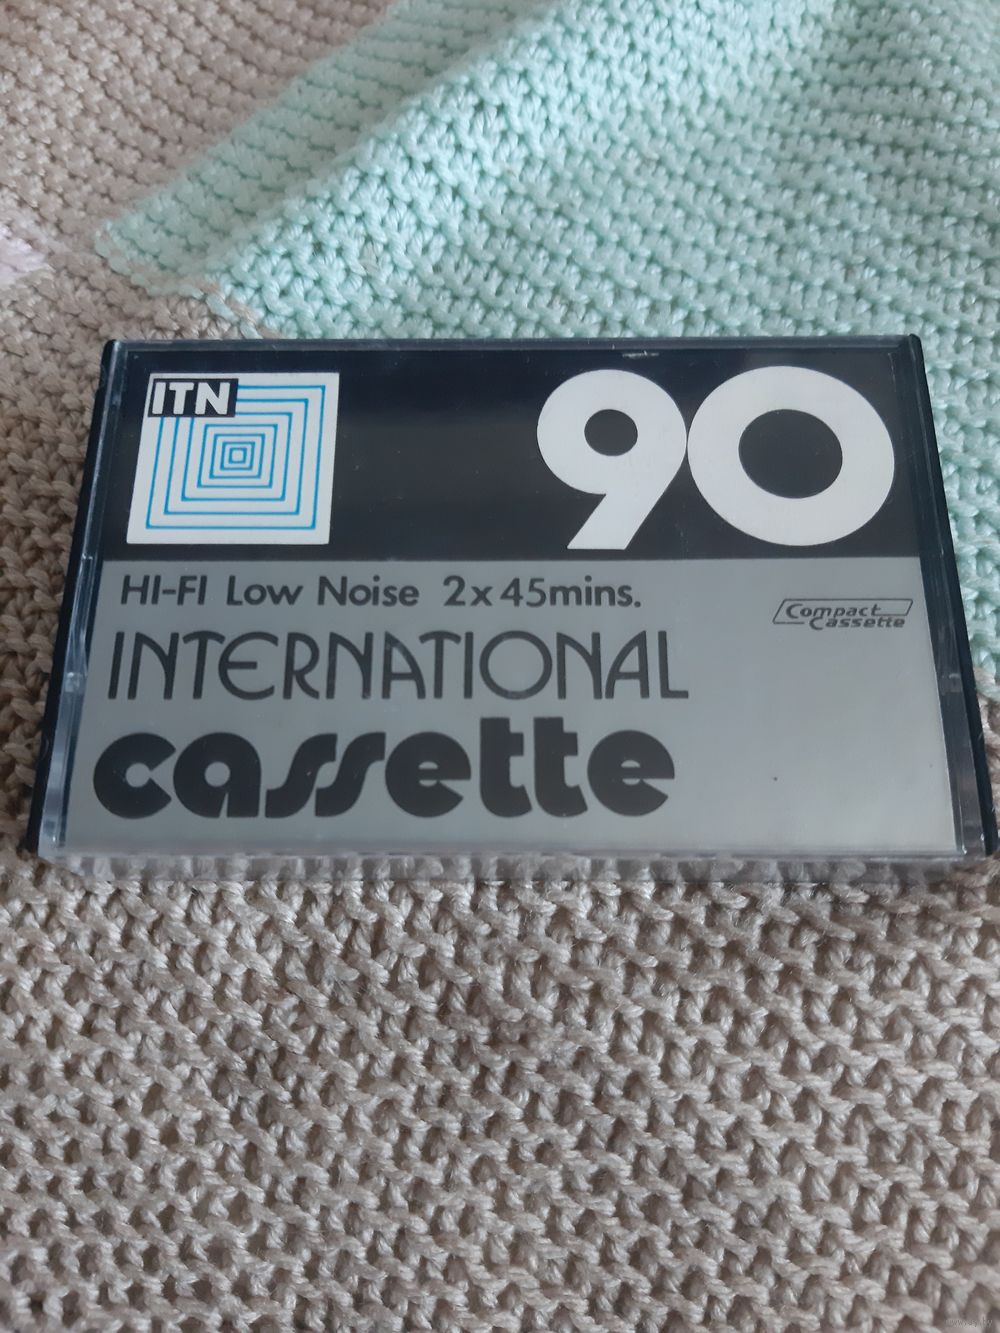 ITN
90
HI-FI Low Noise 2x45mins.
Compact
Cassette
INTERNATIONAL
cassette